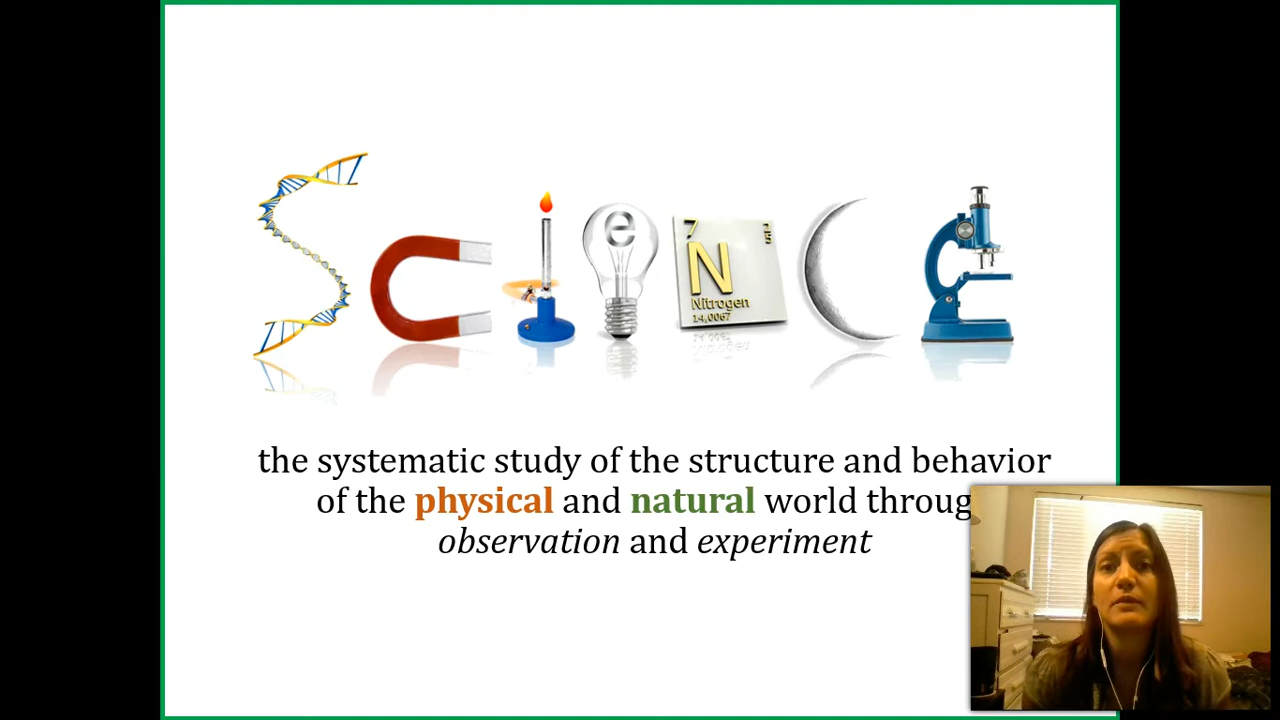 ScieNCe
7
N
Nitrogen
14,0067
the systematic study of the structure and behavior
of the physical and natural world throug
observation and experiment